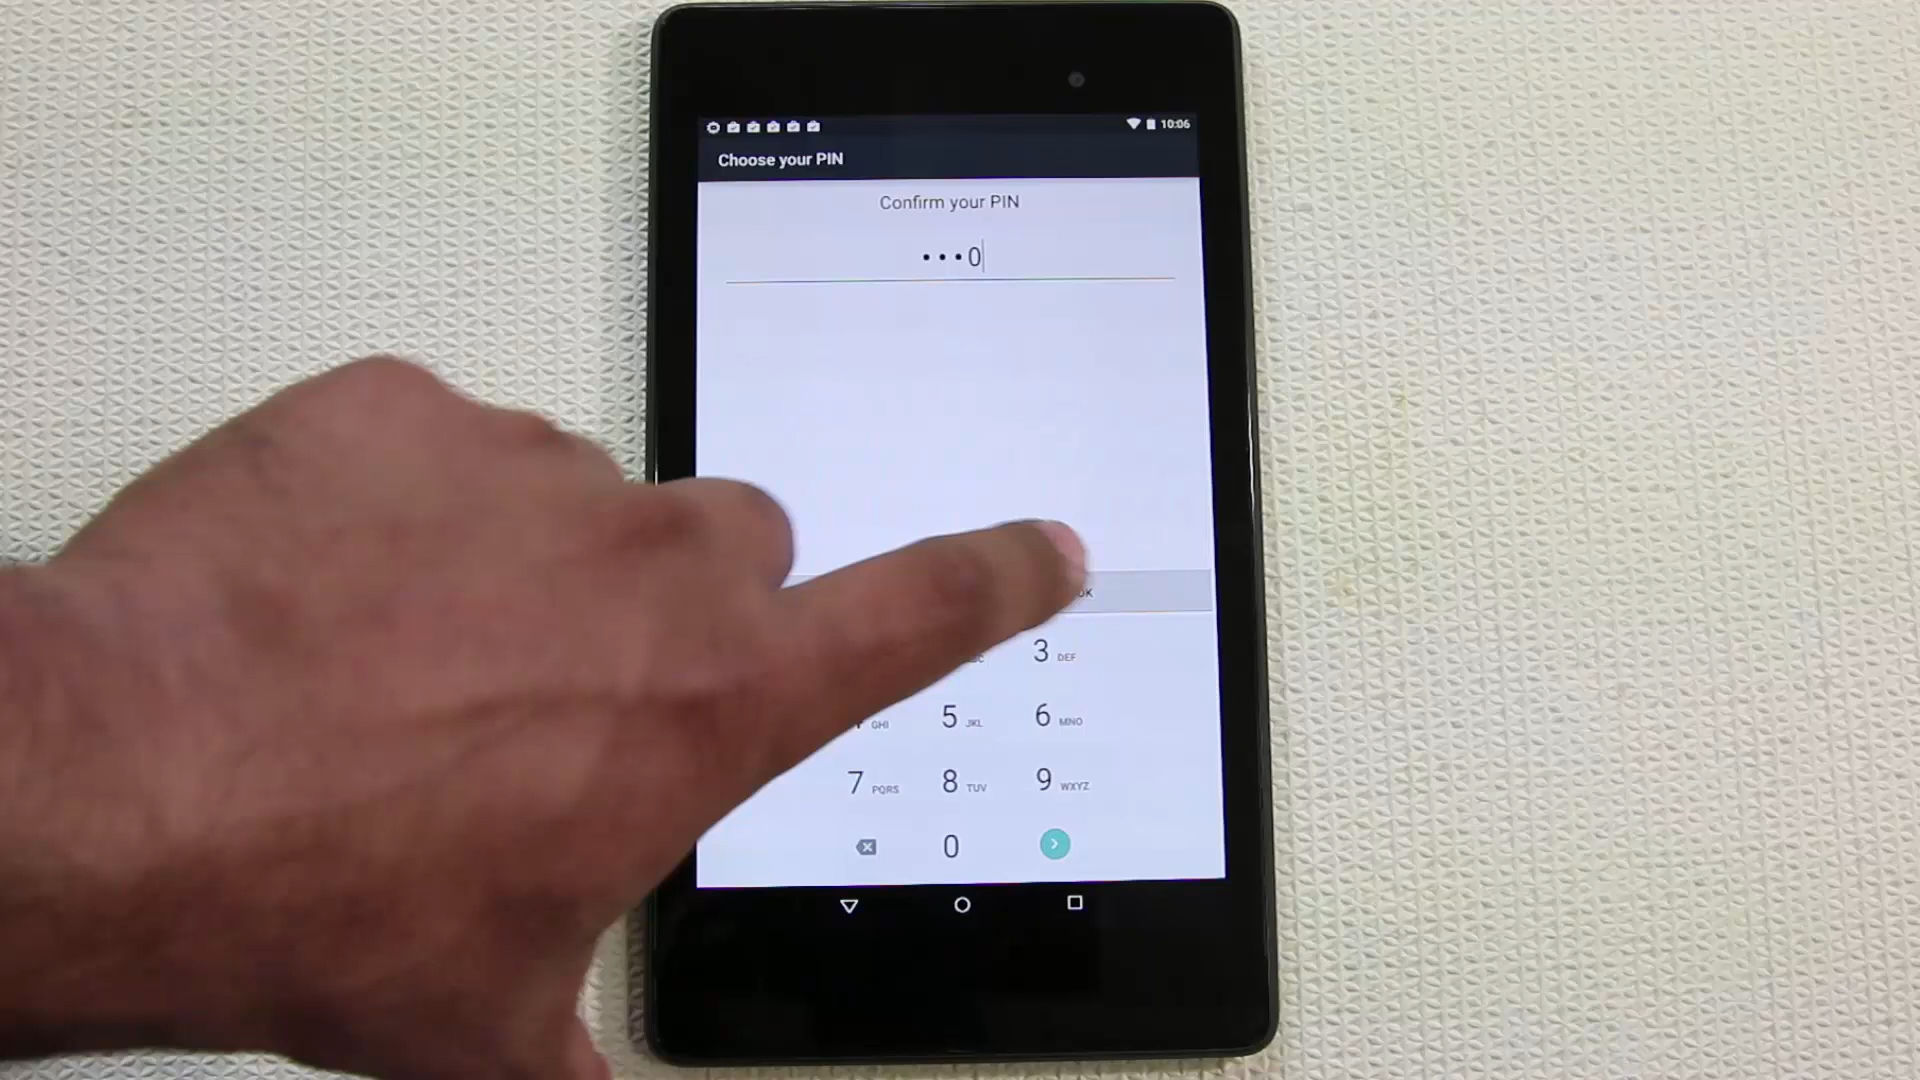 10:06
Choose your PIN
Confirm your PIN
•••0
OK
3 DEF
GHI 5 JKL 6 MNO
7 PQRS 8 TUV 9 WXYZ
0